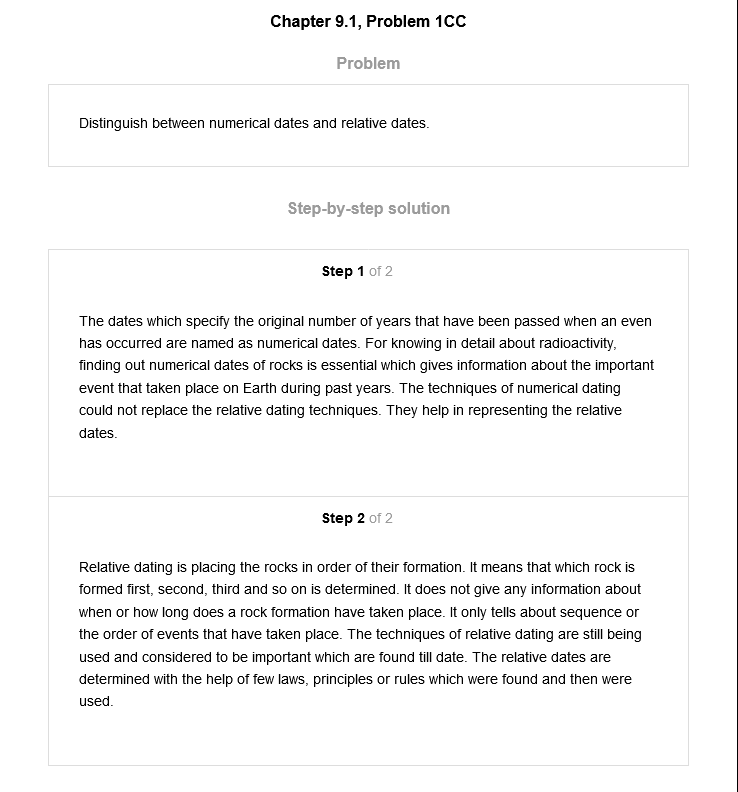 Chapter 9.1, Problem 1CC
Problem
Distinguish between numerical dates and relative dates.
Step-by-step solution
Step 1 of 2
The dates which specify the original number of years that have been passed when an even
has occurred are named as numerical dates. For knowing in detail about radioactivity,
finding out numerical dates of rocks is essential which gives information about the important
event that taken place on Earth during past years. The techniques of numerical dating
could not replace the relative dating techniques. They help in representing the relative
dates.
Step 2 of 2
Relative dating is placing the rocks in order of their formation. It means that which rock is
formed first, second, third and so on is determined. It does not give any information about
when or how long does a rock formation have taken place. It only tells about sequence or
the order of events that have taken place. The techniques of relative dating are still being
used and considered to be important which are found till date. The relative dates are
determined with the help of few laws, principles or rules which were found and then were
used.